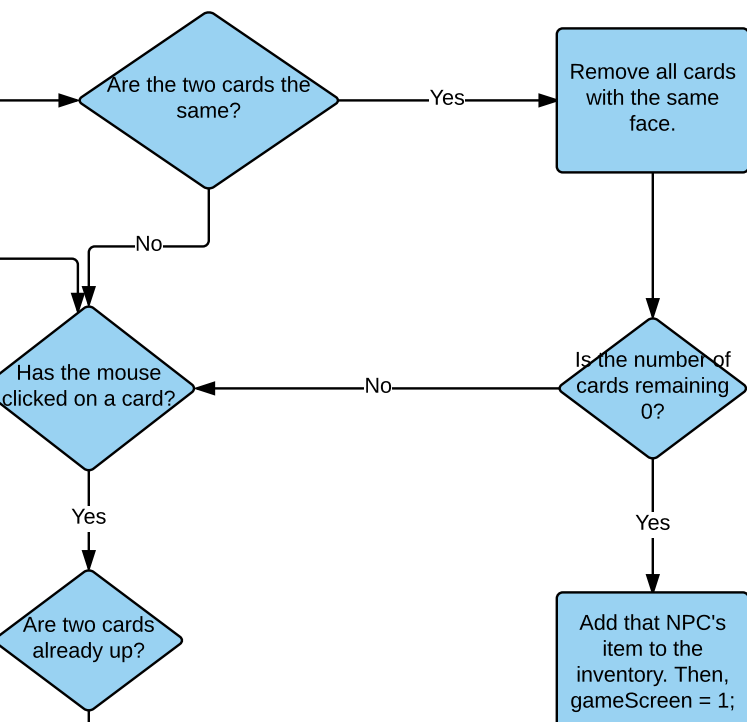 Are the two cards the
same?
Yes
Remove all cards
with the same
face.
No
Has the mouse
clicked on a card?
No
Is the number of
cards remaining
0?
Yes
Yes
Are two cards
already up?
Add that NPC's
item to the
inventory. Then,
gameScreen = 1;